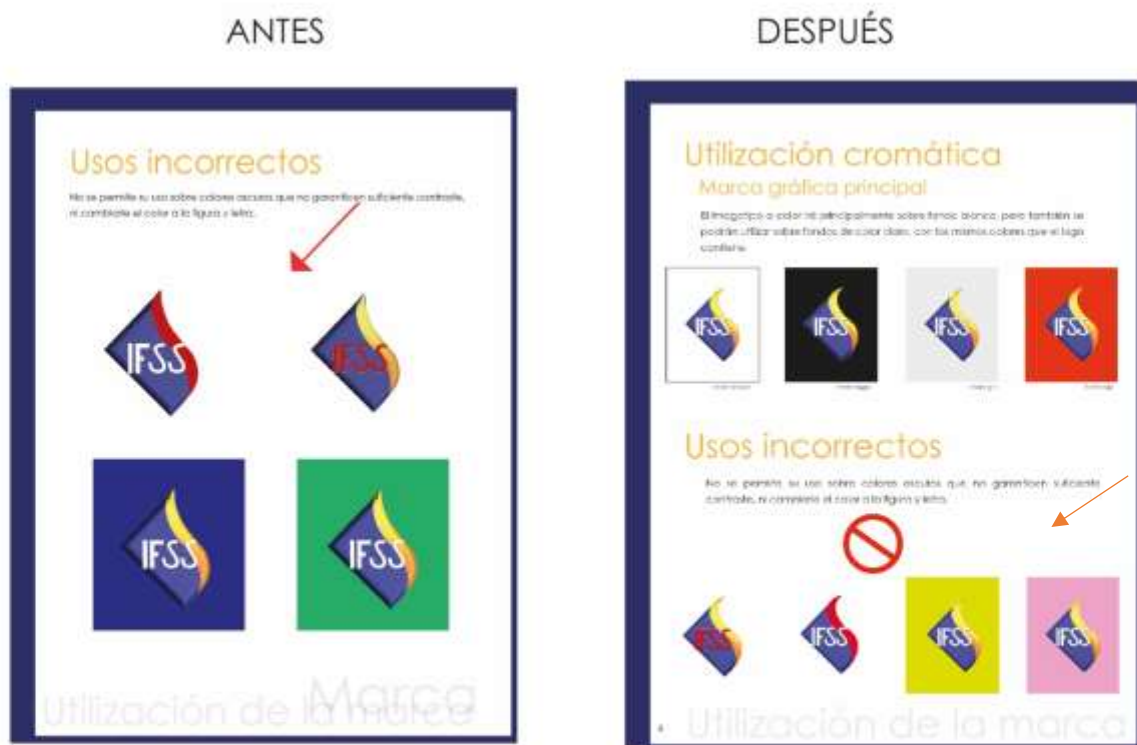 ANTES
DESPUÉS
Usos incorrectos
No se permite su uso sobre colores oscuros que no garanticen suficiente contraste,
ni cambiarle el color a la figura y letra.
IFSS
IFSS
IFSS
IFSS
Marca
Utilización de la marca
Utilización cromática
Marca gráfica principal
El imagotipo a color irá principalmente sobre fondo blanco, pero también se
podrán utilizar sobre fondos de color claro, con los mismos colores que el logo
contiene.
IFSS
IFSS
IFSS
IFSS
Usos incorrectos
No se permite su uso sobre colores oscuros que no garanticen suficiente
contraste, ni cambiarle el color a la figura y letra.
IFSS
IFSS
IFSS
IFSS
Utilización de la marca